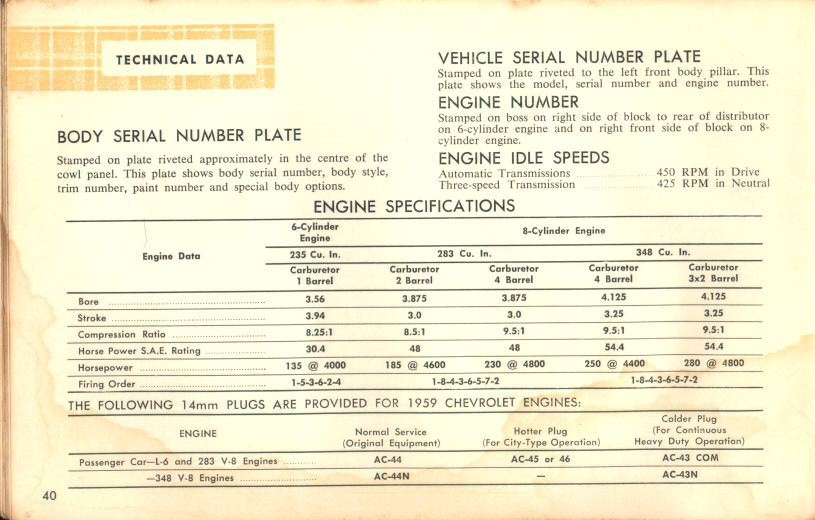 TECHNICAL DATA
BODY SERIAL NUMBER PLATE
Stamped on plate riveted approximately in the centre of the
cowl panel. This plate shows body serial number, body style,
trim number, paint number and special body options.
VEHICLE SERIAL NUMBER PLATE
Stamped on plate riveted to the left front body pillar. This
plate shows the model, serial number and engine number.
ENGINE NUMBER
Stamped on boss on right side of block to rear of distributor
on 6-cylinder engine and on right front side of block on 8-
cylinder engine.
ENGINE IDLE SPEEDS
Automatic Transmissions ........................ 450 RPM in Drive
Three-speed Transmission ..................... 425 RPM in Neutral
ENGINE SPECIFICATIONS
Engine Data
6-Cylinder
Engine
8-Cylinder Engine
235 Cu. In. 283 Cu. In. 348 Cu. In.
Carburetor Carburetor Carburetor Carburetor Carburetor
1 Barrel 2 Barrel 4 Barrel 4 Barrel 3x2 Barrel
Bore ........ 3.56 3.875 3.875 4.125 4.125
Stroke ........ 3.94 3.0 3.0 3.25 3.25
Compression Ratio ........ 8.25:1 8.5:1 9.5:1 9.5:1 9.5:1
Horse Power S.A.E. Rating ........ 30.4 48 48 54.4 54.4
Horsepower ........ 135 @ 4000 185 @ 4600 230 @ 4800 250 @ 4400 280 @ 4800
Firing Order ........ 1-5-3-6-2-4 1-8-4-3-6-5-7-2 1-8-4-3-6-5-7-2
THE FOLLOWING 14mm PLUGS ARE PROVIDED FOR 1959 CHEVROLET ENGINES:
ENGINE
Normal Service
(Original Equipment)
Hotter Plug
(For City-Type Operation)
Colder Plug
(For Continuous
Heavy Duty Operation)
Passenger Car—L-6 and 283 V-8 Engines ........ AC-44 AC-45 or 46 AC-43 COM
—348 V-8 Engines ........ AC-44N — AC-43N
40